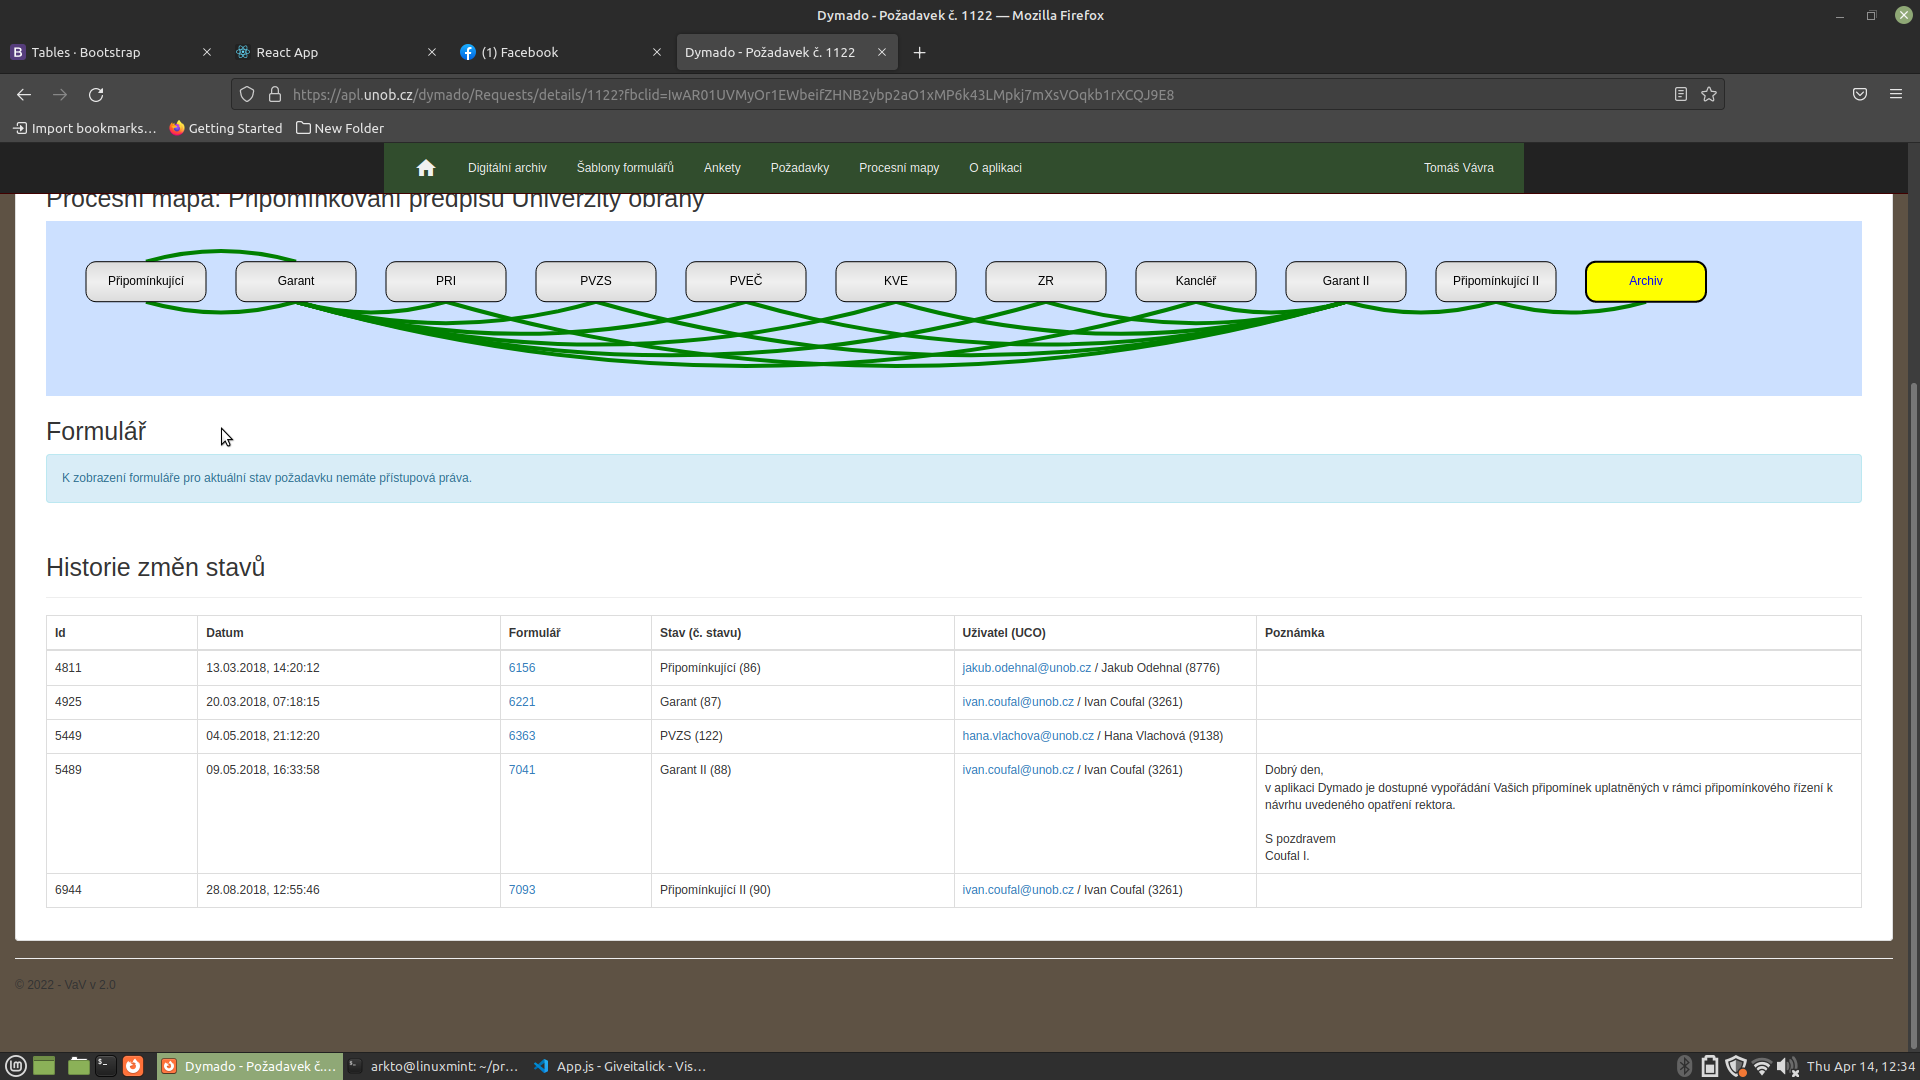 Dymado - Požadavek č. 1122 — Mozilla Firefox
Tables · Bootstrap
React App
(1) Facebook
Dymado - Požadavek č. 1122
https://apl.unob.cz/dymado/Requests/details/1122?fbclid=IwAR01UVMyOr1EWbeifZHNB2ybp2aO1xMP6k43LMpkj7mXsVOqkb1rXCQJ9E8
Import bookmarks…
Getting Started
New Folder
Digitální archiv
Šablony formulářů
Ankety
Požadavky
Procesní mapy
O aplikaci
Tomáš Vávra
Procesní mapa: Připomínkování předpisů Univerzity obrany
Připomínkující
Garant
PRI
PVZS
PVEČ
KVE
ZR
Kancléř
Garant II
Připomínkující II
Archiv
Formulář
K zobrazení formuláře pro aktuální stav požadavku nemáte přístupová práva.
Historie změn stavů
Id Datum Formulář Stav (č. stavu) Uživatel (UCO) Poznámka
4811 13.03.2018, 14:20:12 6156 Připomínkující (86) jakub.odehnal@unob.cz / Jakub Odehnal (8776)
4925 20.03.2018, 07:18:15 6221 Garant (87) ivan.coufal@unob.cz / Ivan Coufal (3261)
5449 04.05.2018, 21:12:20 6363 PVZS (122) hana.vlachova@unob.cz / Hana Vlachová (9138)
5489 09.05.2018, 16:33:58 7041 Garant II (88) ivan.coufal@unob.cz / Ivan Coufal (3261) Dobrý den,
v aplikaci Dymado je dostupné vypořádání Vašich připomínek uplatněných v rámci připomínkového řízení k
návrhu uvedeného opatření rektora.
S pozdravem
Coufal I.
6944 28.08.2018, 12:55:46 7093 Připomínkující II (90) ivan.coufal@unob.cz / Ivan Coufal (3261)
© 2022 - VaV v 2.0
Dymado - Požadavek č.…
arkto@linuxmint: ~/pr…
App.js - Giveitalick - Vis…
Thu Apr 14, 12:34